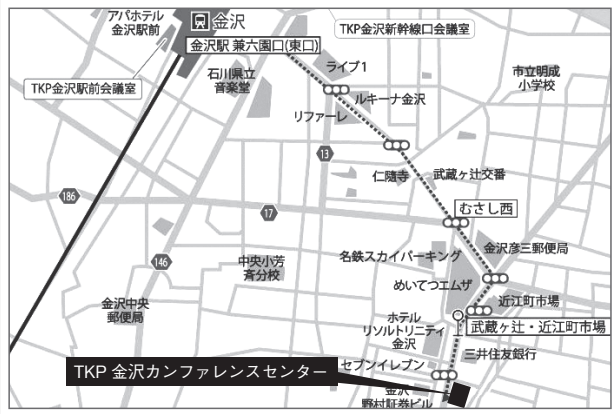 アパホテル
金沢駅前
金沢
金沢駅 兼六園口(東口)
TKP金沢新幹線口会議室
TKP金沢駅前会議室
石川県立
音楽堂
ライブ1
ルキーナ金沢
リファーレ
市立明成
小学校
13
仁随寺
武蔵ヶ辻交番
186
17
むさし西
146
中央小芳
斉分校
名鉄スカイパーキング
金沢彦三郵便局
めいてつエムザ
金沢中央
郵便局
近江町市場
ホテル
リソルトリニティ
金沢
武蔵ヶ辻・近江町市場
三井住友銀行
セブンイレブン
TKP 金沢カンファレンスセンター
金沢
野村証券ビル